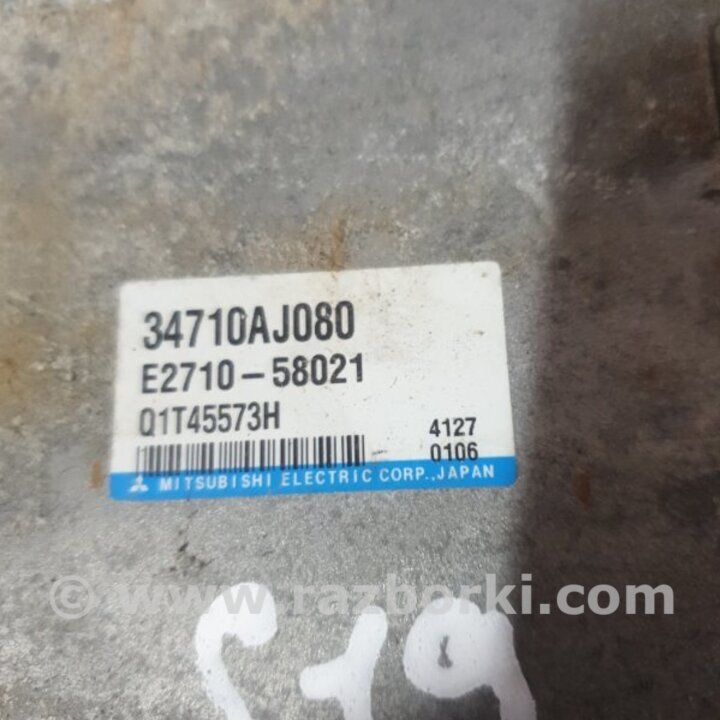 34710AJ080
E2710-58021
Q1T45573H
4127
0106
MITSUBISHI ELECTRIC CORP.,JAPAN
© www.razborki.com